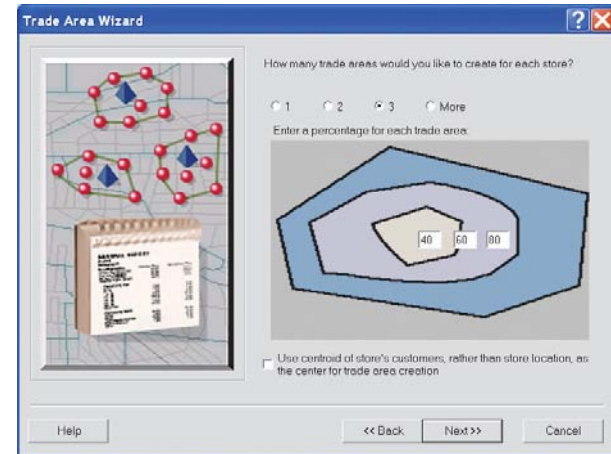 Trade Area Wizard
How many trade areas would you like to create for each store?
1 2 3 More
Enter a percentage for each trade area:
40 60 80
Use centroid of store's customers, rather than store location, as
the center for trade area creation
Help << Back Next >> Cancel